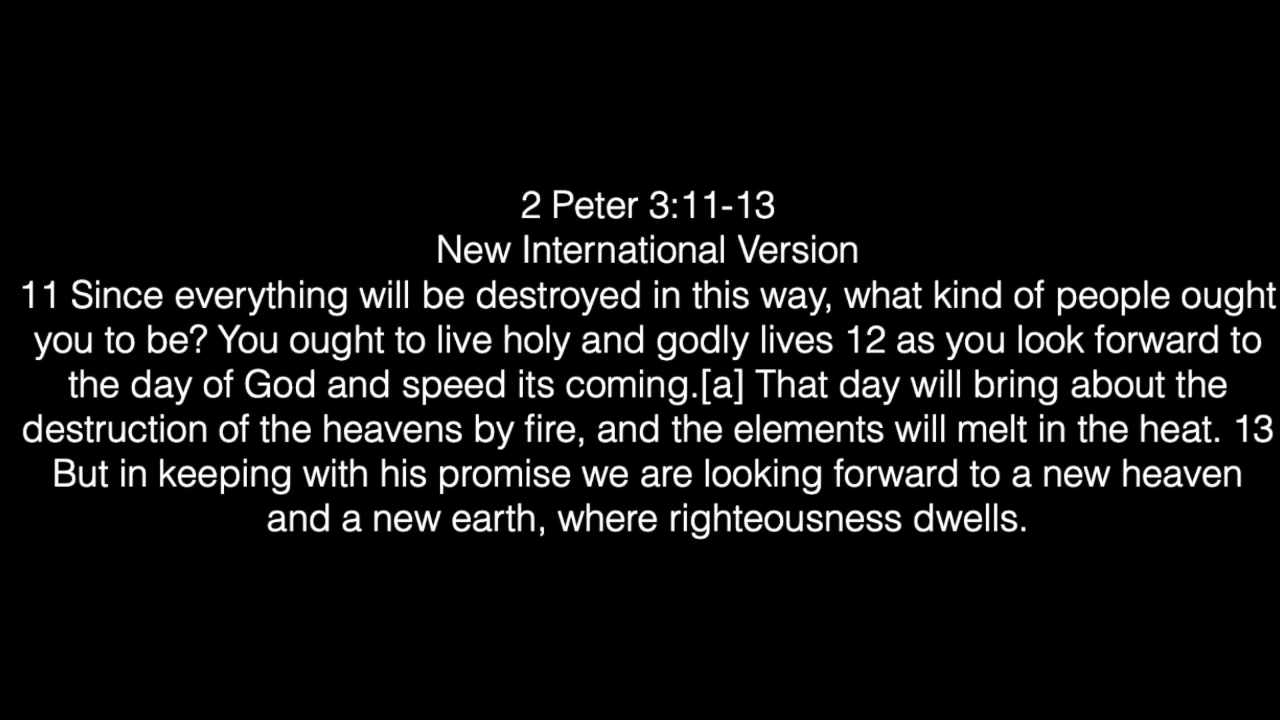 2 Peter 3:11-13
New International Version
11 Since everything will be destroyed in this way, what kind of people ought
you to be? You ought to live holy and godly lives 12 as you look forward to
the day of God and speed its coming.[a] That day will bring about the
destruction of the heavens by fire, and the elements will melt in the heat. 13
But in keeping with his promise we are looking forward to a new heaven
and a new earth, where righteousness dwells.